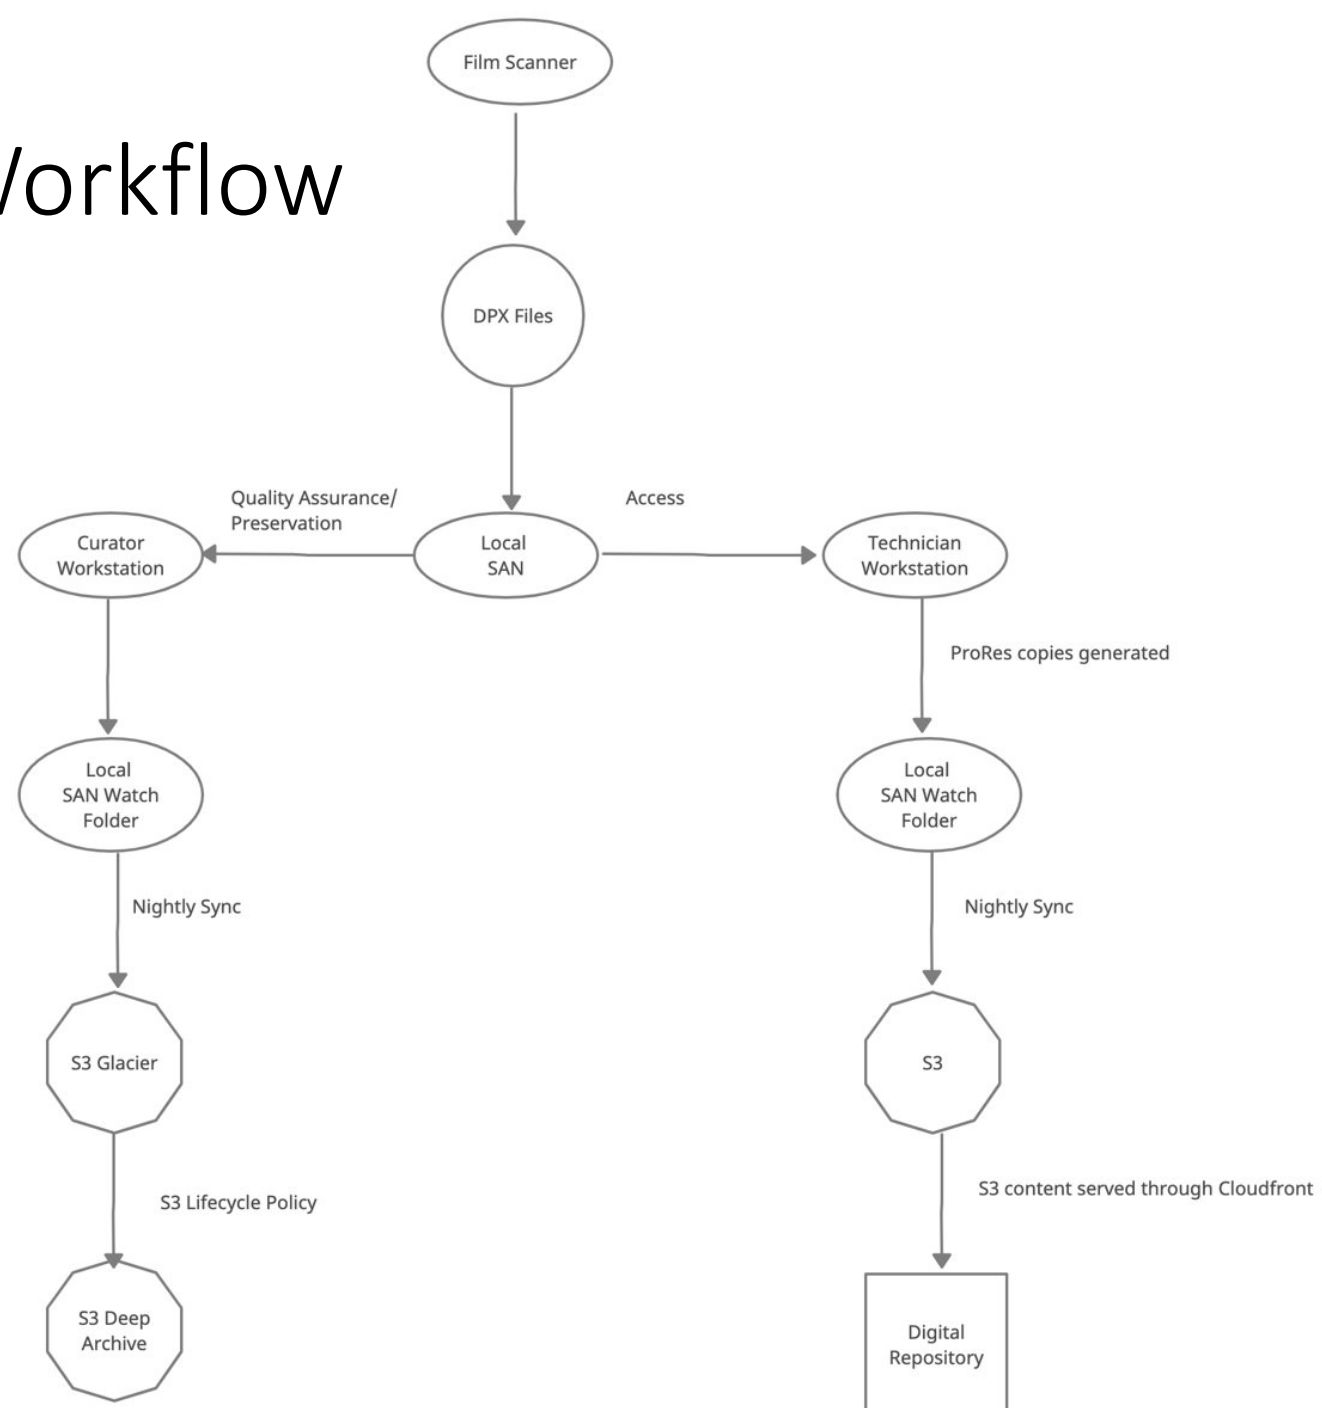 Film Scanner
Workflow
DPX Files
Quality Assurance/
Preservation
Access
Curator
Workstation
Local
SAN
Technician
Workstation
ProRes copies generated
Local
SAN Watch
Folder
Local
SAN Watch
Folder
Nightly Sync
Nightly Sync
S3 Glacier
S3
S3 Lifecycle Policy
S3 content served through Cloudfront
S3 Deep
Archive
Digital
Repository